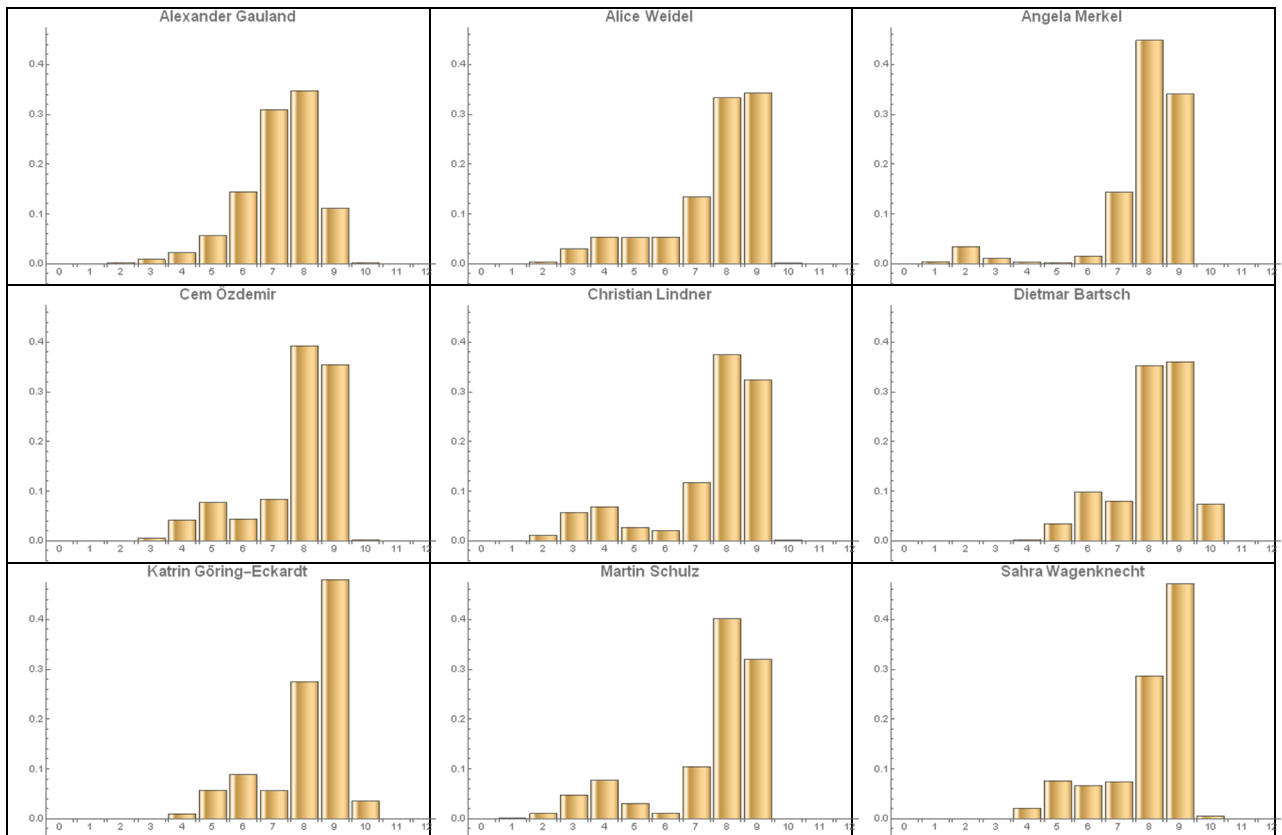 Alexander Gauland
0.4
0.3
0.2
0.1
0.0
0 1 2 3 4 5 6 7 8 9 10 11 12
Alice Weidel
0.4
0.3
0.2
0.1
0.0
0 1 2 3 4 5 6 7 8 9 10 11 12
Angela Merkel
0.4
0.3
0.2
0.1
0.0
0 1 2 3 4 5 6 7 8 9 10 11 12
Cem Özdemir
0.4
0.3
0.2
0.1
0.0
0 1 2 3 4 5 6 7 8 9 10 11 12
Christian Lindner
0.4
0.3
0.2
0.1
0.0
0 1 2 3 4 5 6 7 8 9 10 11 12
Dietmar Bartsch
0.4
0.3
0.2
0.1
0.0
0 1 2 3 4 5 6 7 8 9 10 11 12
Katrin Göring–Eckardt
0.4
0.3
0.2
0.1
0.0
0 1 2 3 4 5 6 7 8 9 10 11 12
Martin Schulz
0.4
0.3
0.2
0.1
0.0
0 1 2 3 4 5 6 7 8 9 10 11 12
Sahra Wagenknecht
0.4
0.3
0.2
0.1
0.0
0 1 2 3 4 5 6 7 8 9 10 11 12